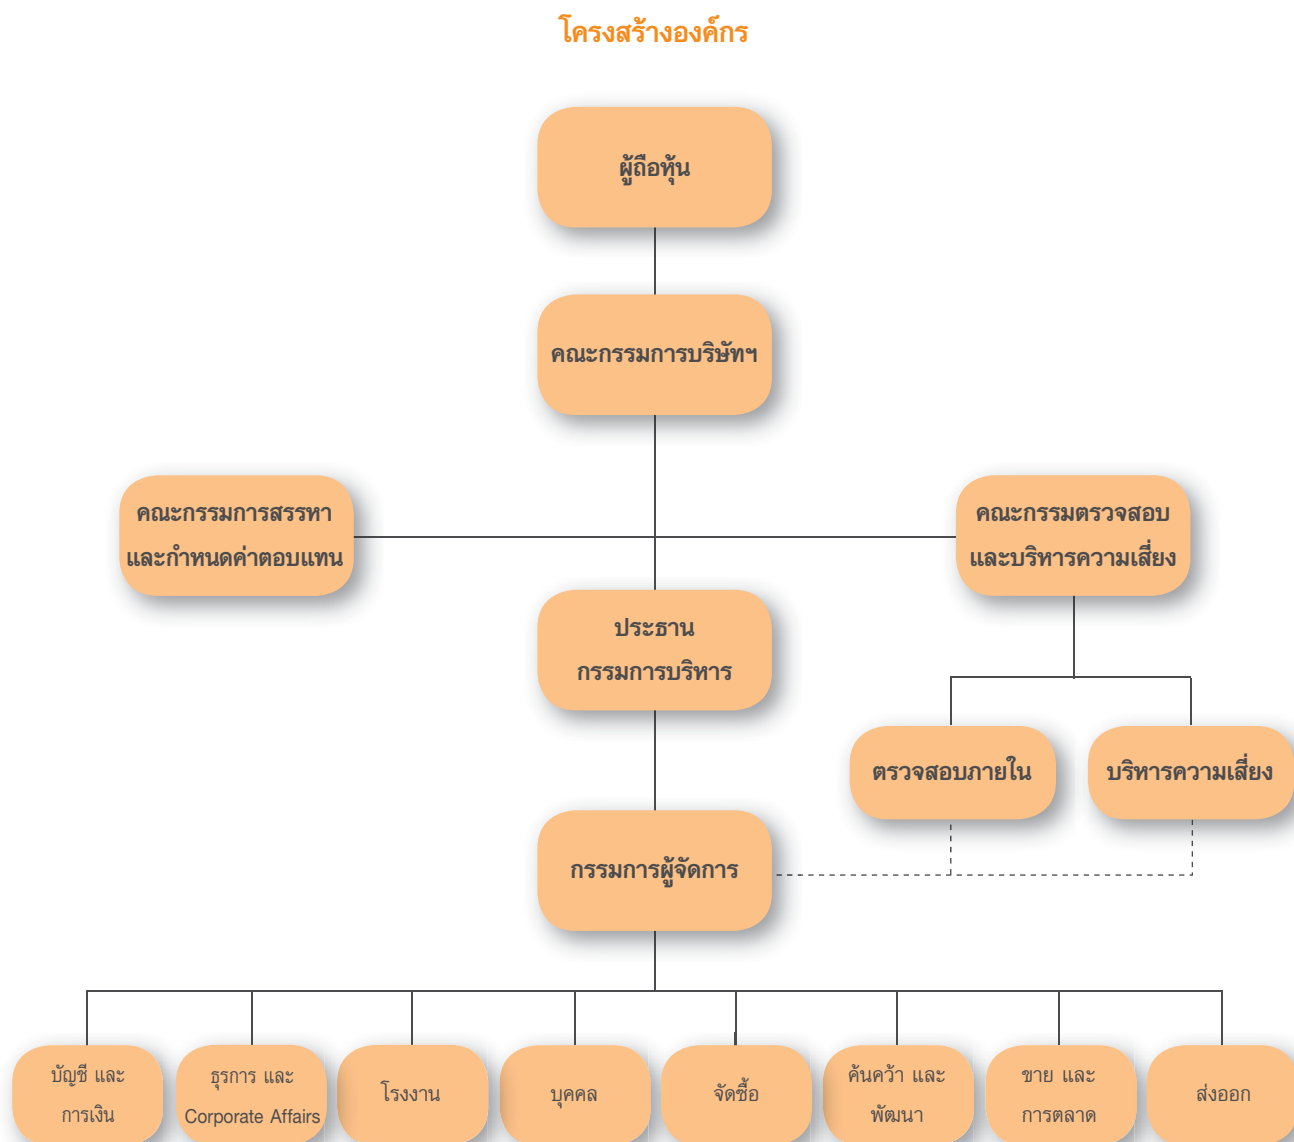 โครงสร้างองค์กร
ผู้ถือหุ้น
คณะกรรมการบริษัทฯ
คณะกรรมการสรรหา
และกำหนดค่าตอบแทน
คณะกรรมตรวจสอบ
และบริหารความเสี่ยง
ประธาน
กรรมการบริหาร
ตรวจสอบภายใน
บริหารความเสี่ยง
กรรมการผู้จัดการ
บัญชี และ
การเงิน
ธุรการ และ
Corporate Affairs
โรงงาน
บุคคล
จัดซื้อ
ค้นคว้า และ
พัฒนา
ขาย และ
การตลาด
ส่งออก